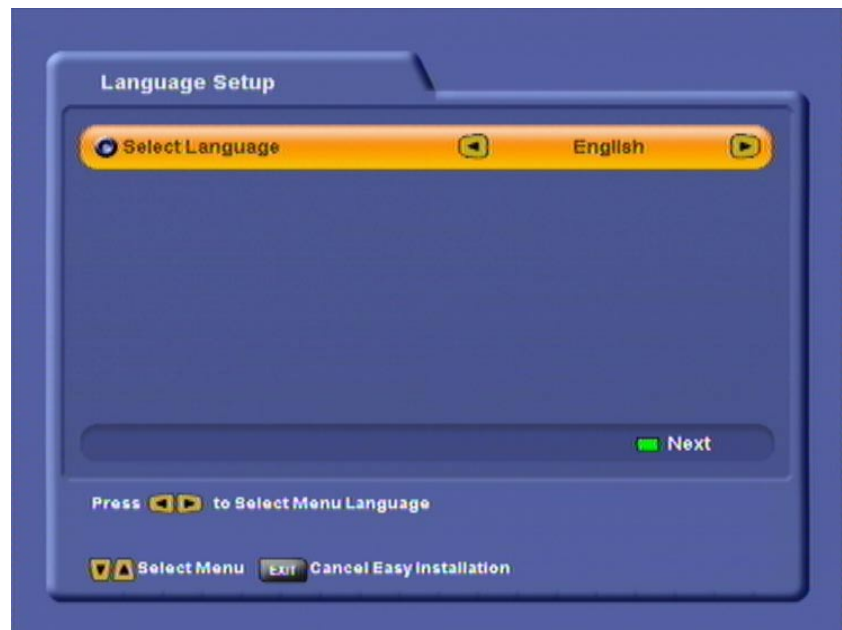 Language Setup
Select Language English
Next
Press to Select Menu Language
Select Menu EXIT Cancel Easy Installation